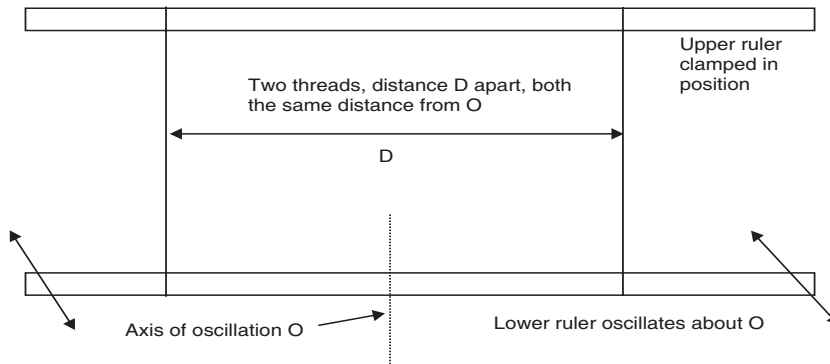 Upper ruler
clamped in
position
Two threads, distance D apart, both
the same distance from O
D
Axis of oscillation O
Lower ruler oscillates about O